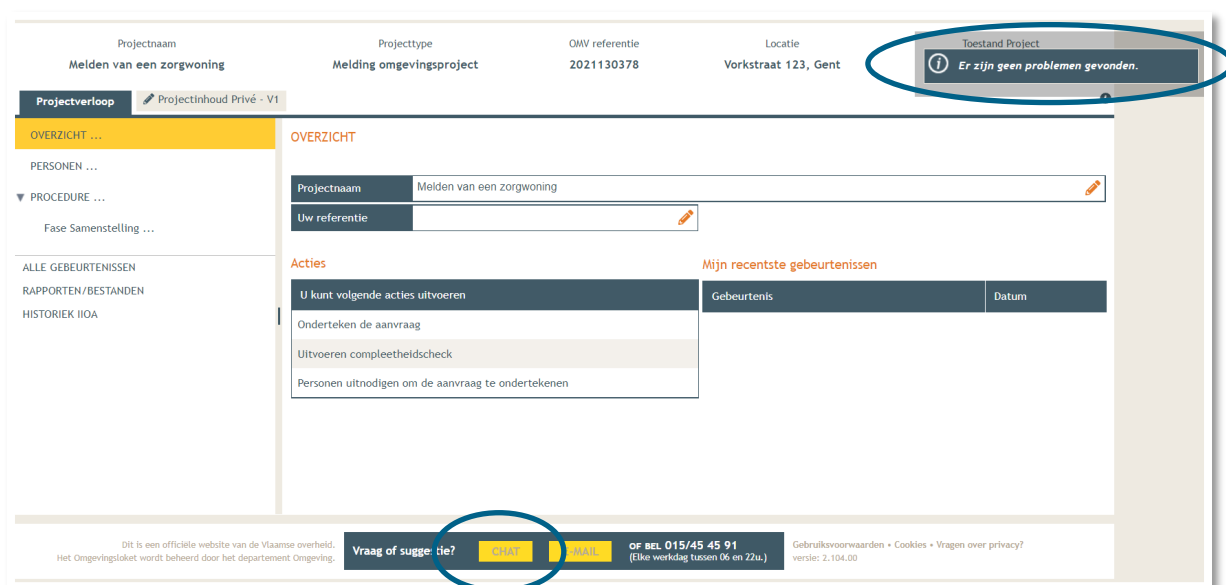 Projectnaam
Melden van een zorgwoning
Projecttype
Melding omgevingsproject
OMV referentie
2021130378
Locatie
Vorkstraat 123, Gent
Toestand Project
Er zijn geen problemen gevonden.
Projectverloop
Projectinhoud Privé - V1
OVERZICHT ...
PERSONEN ...
PROCEDURE ...
Fase Samenstelling ...
ALLE GEBEURTENISSEN
RAPPORTEN/BESTANDEN
HISTORIEK IIOA
OVERZICHT
Projectnaam
Melden van een zorgwoning
Uw referentie
Acties
U kunt volgende acties uitvoeren
Onderteken de aanvraag
Uitvoeren compleetheidscheck
Personen uitnodigen om de aanvraag te ondertekenen
Mijn recentste gebeurtenissen
Gebeurtenis Datum
Dit is een officiële website van de Vlaamse overheid.
Het Omgevingsloket wordt beheerd door het departement Omgeving.
Vraag of suggestie?
CHAT
E-MAIL
OF BEL 015/45 45 91
(Elke werkdag tussen 06 en 22u.)
Gebruiksvoorwaarden • Cookies • Vragen over privacy?
versie: 2.104.00